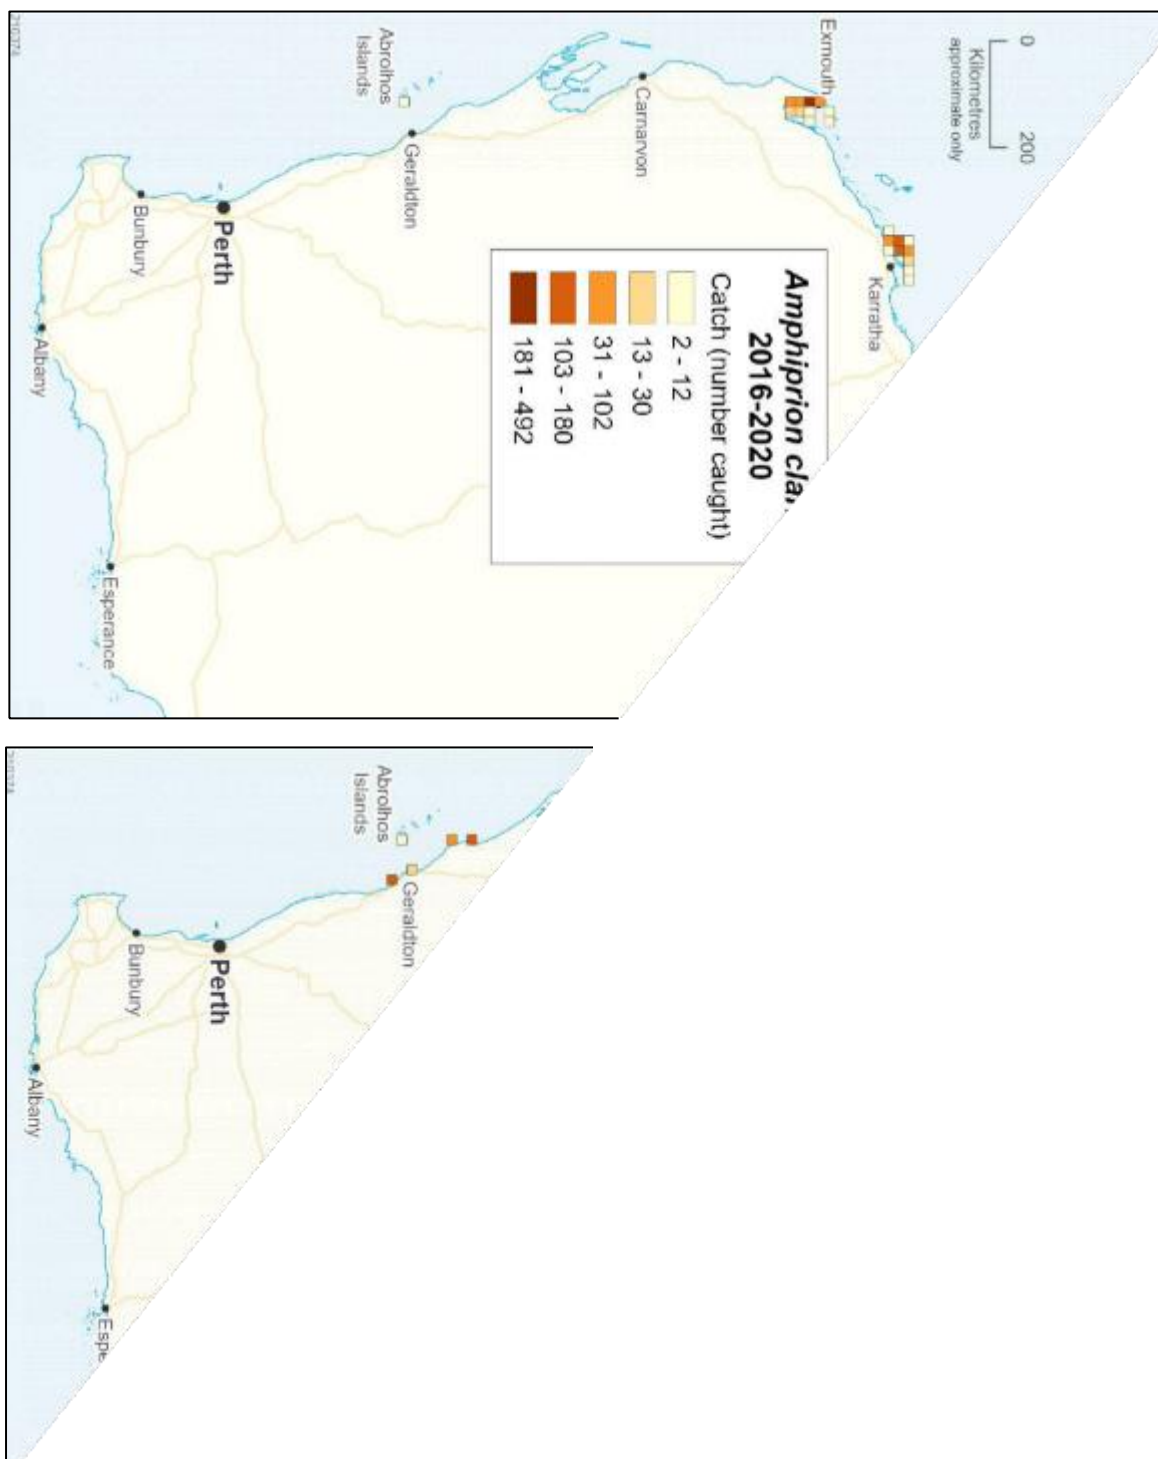 0
200
Kilometres
approximate only
Exmouth
Karratha
Amphiprion clar
2016-2020
Catch (number caught)
2 - 12
13 - 30
31 - 102
103 - 180
181 - 492
Carnarvon
Abrolhos
Islands
Geraldton
Perth
Bunbury
Albany
Esperance
210374
Abrolhos
Islands
Geraldton
Perth
Bunbury
Albany
Espe